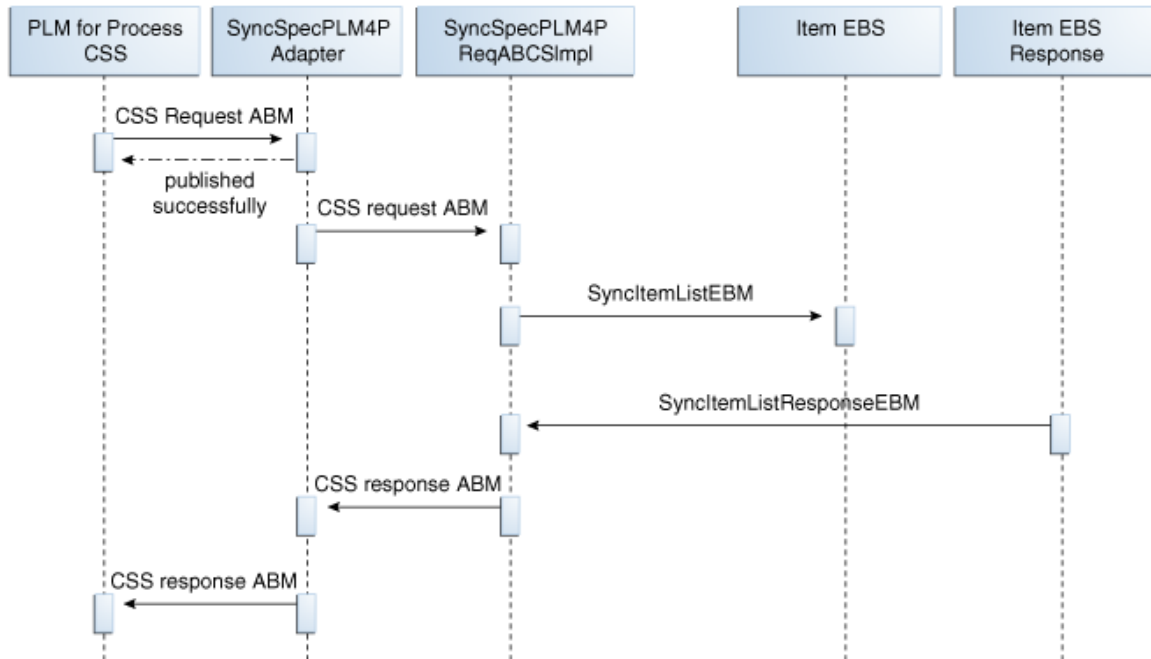 PLM for Process
CSS
SyncSpecPLM4P
Adapter
SyncSpecPLM4P
ReqABCSImpl
Item EBS
Item EBS
Response
CSS Request ABM
published
successfully
CSS request ABM
SyncItemListEBM
SyncItemListResponseEBM
CSS response ABM
CSS response ABM